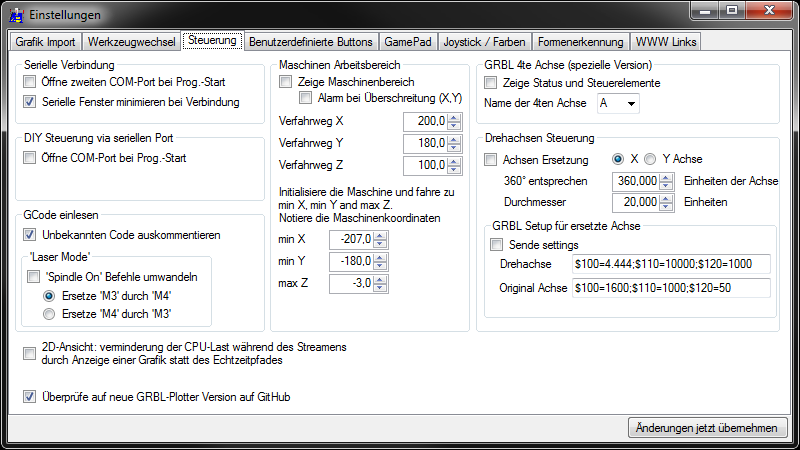 Einstellungen
Grafik Import
Werkzeugwechsel
Steuerung
Benutzerdefinierte Buttons
GamePad
Joystick / Farben
Formenerkennung
WWW Links
Serielle Verbindung
Öffne zweiten COM-Port bei Prog.-Start
Serielle Fenster minimieren bei Verbindung
DIY Steuerung via seriellen Port
Öffne COM-Port bei Prog.-Start
GCode einlesen
Unbekannten Code auskommentieren
'Laser Mode'
'Spindle On' Befehle umwandeln
Ersetze 'M3' durch 'M4'
Ersetze 'M4' durch 'M3'
2D-Ansicht: verminderung der CPU-Last während des Streamens
durch Anzeige einer Grafik statt des Echtzeitpfades
Überprüfe auf neue GRBL-Plotter Version auf GitHub
Maschinen Arbeitsbereich
Zeige Maschinenbereich
Alarm bei Überschreitung (X,Y)
Verfahrweg X 200,0
Verfahrweg Y 180,0
Verfahrweg Z 100,0
Initialisiere die Maschine und fahre zu
min X, min Y and max Z.
Notiere die Maschinenkoordinaten
min X -207,0
min Y -180,0
max Z -3,0
GRBL 4te Achse (spezielle Version)
Zeige Status und Steuerelemente
Name der 4ten Achse A
Drehachsen Steuerung
Achsen Ersetzung X Y Achse
360° entsprechen 360,000 Einheiten der Achse
Durchmesser 20,000 Einheiten
GRBL Setup für ersetzte Achse
Sende settings
Drehachse $100=4.444;$110=10000;$120=1000
Original Achse $100=1600;$110=1000;$120=50
Änderungen jetzt übernehmen